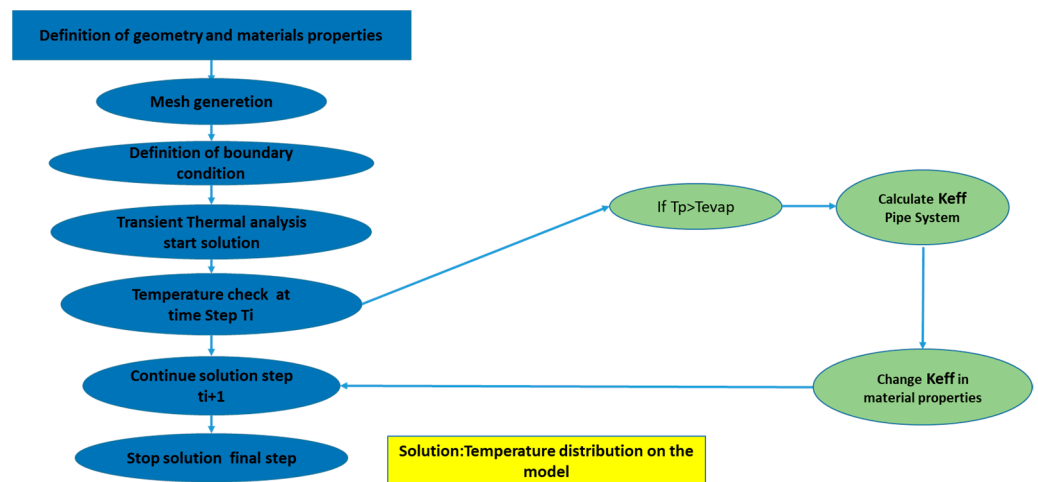 Definition of geometry and materials properties
Mesh generetion
Definition of boundary
condition
Transient Thermal analysis
start solution
Temperature check  at
time Step Ti
Continue solution step
ti+1
Stop solution  final step
If Tp>Tevap
Calculate Keff
Pipe System
Change Keff in
material properties
Solution:Temperature distribution on the
model